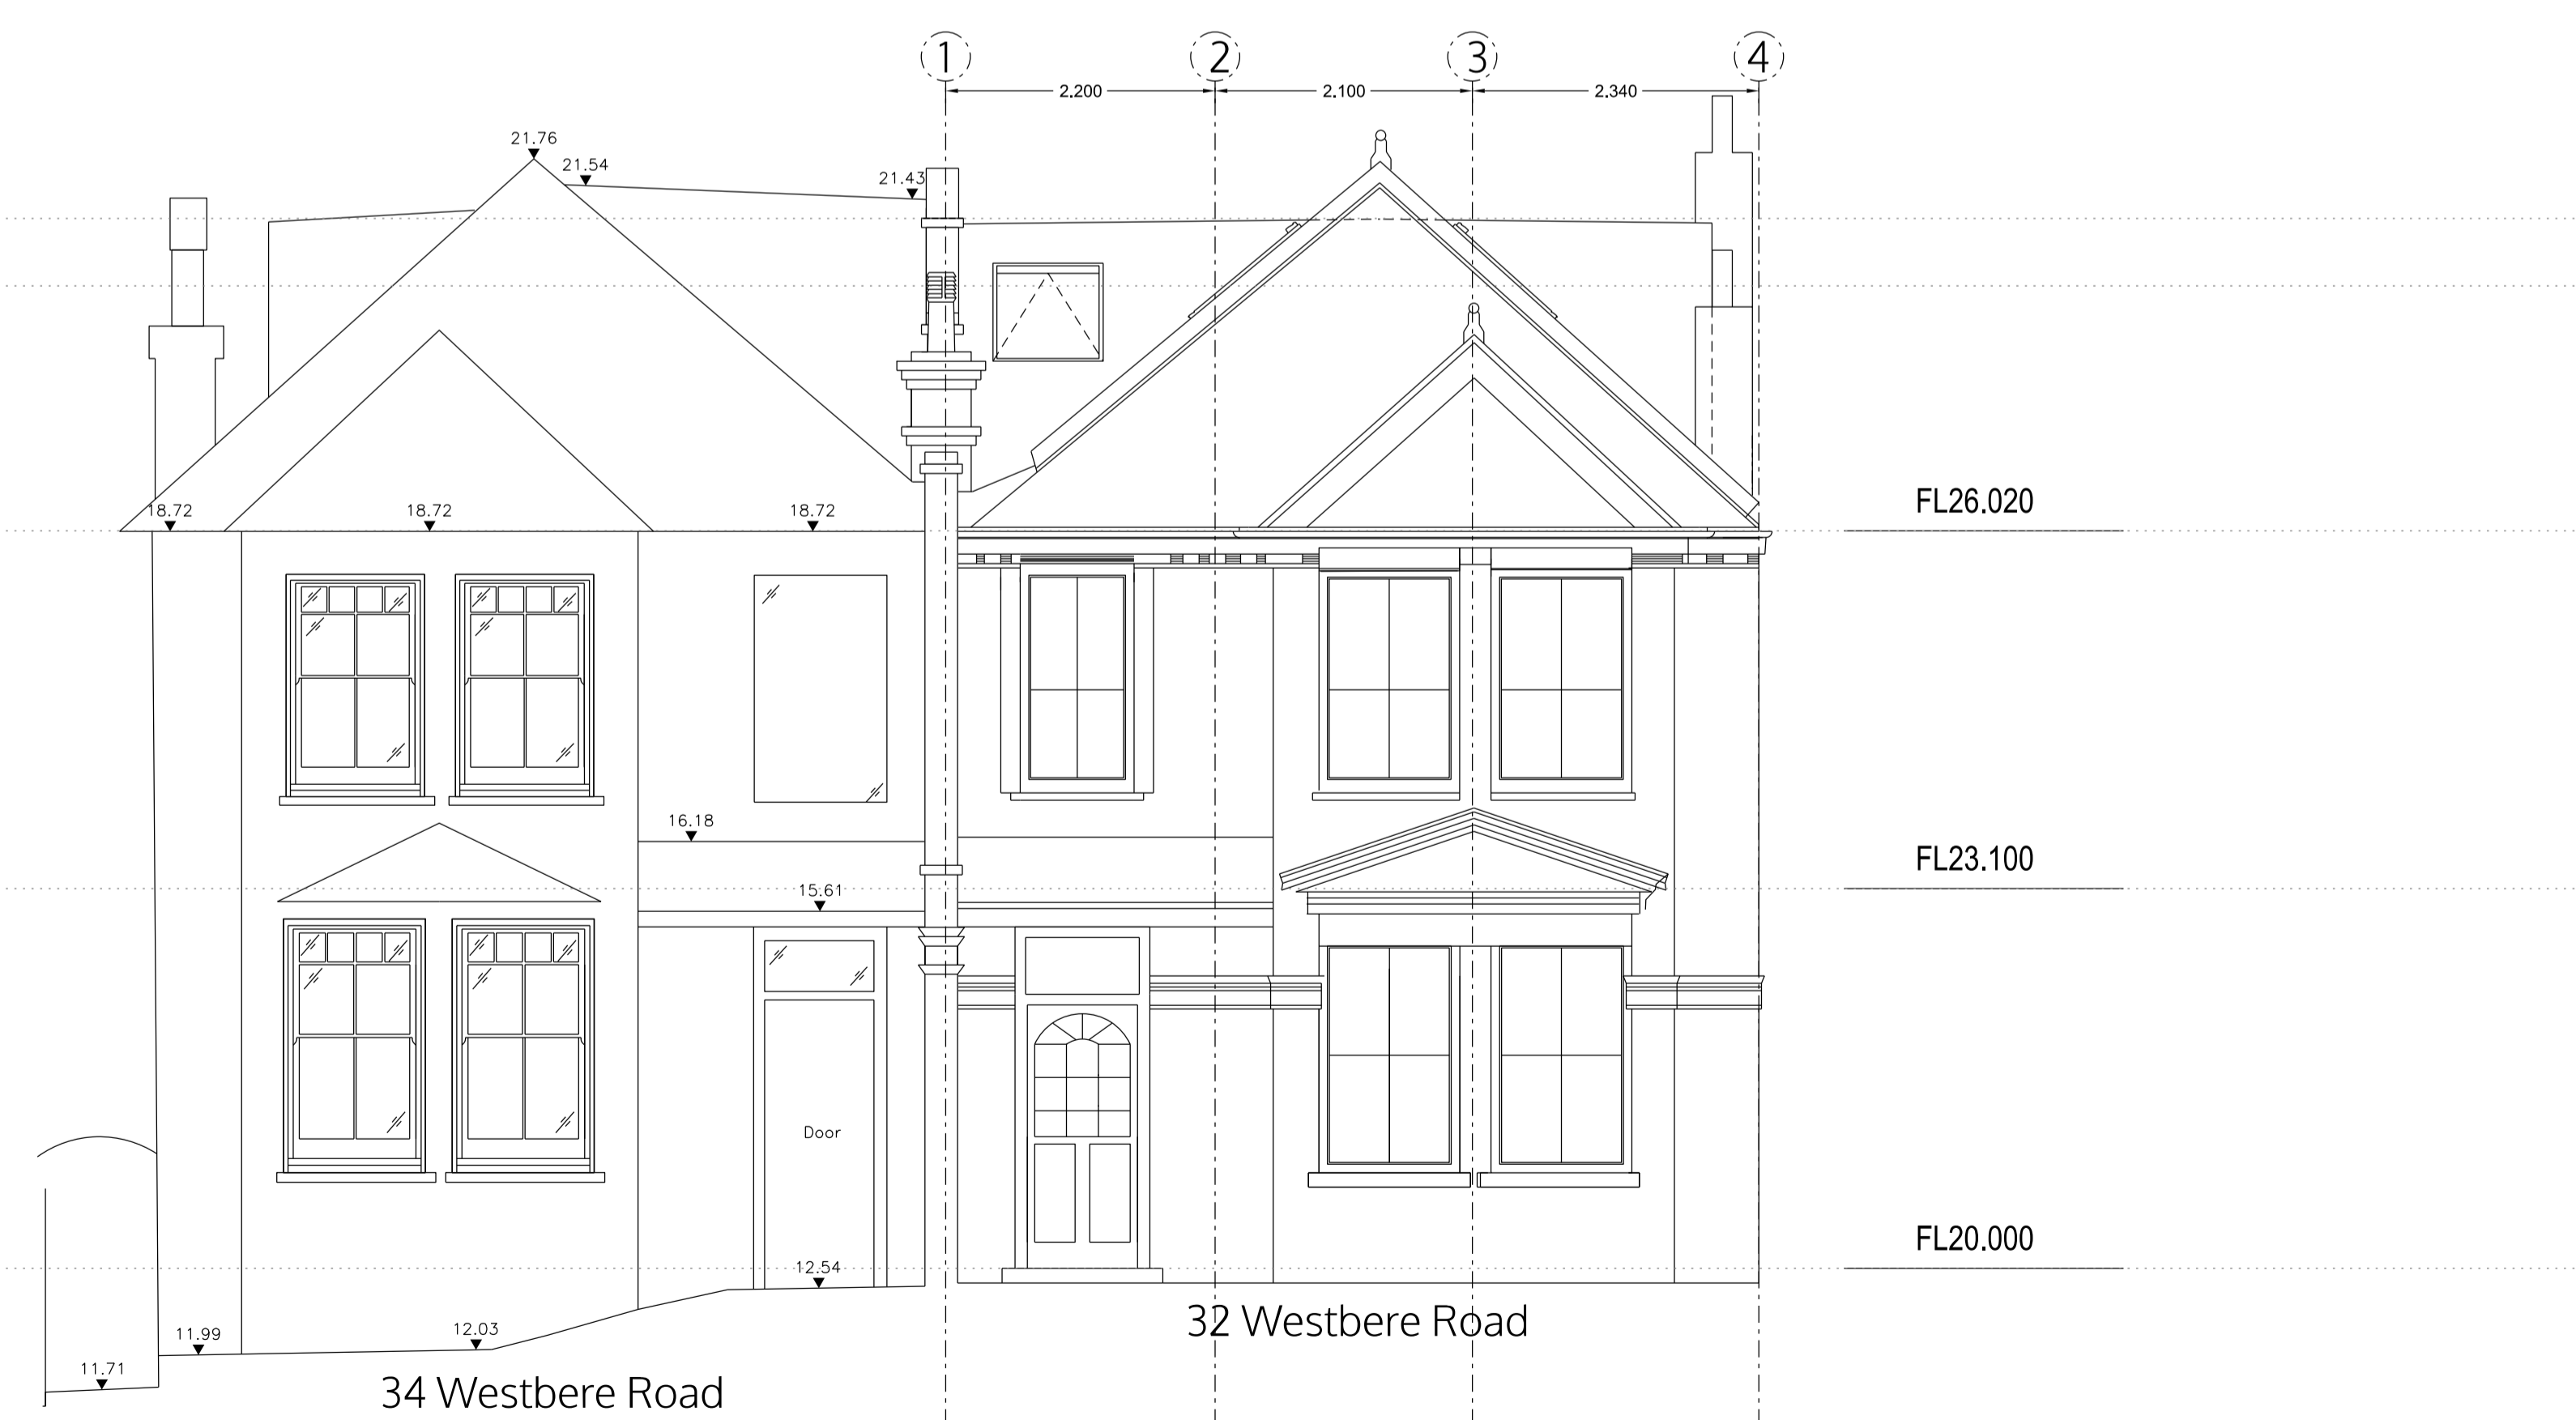 1 2 3 4
2.200 2.100 2.340
21.76
21.54
21.43
18.72 18.72 18.72
FL26.020
16.18
FL23.100
15.61
Door
FL20.000
12.54
32 Westbere Road
12.03
11.99
11.71
34 Westbere Road